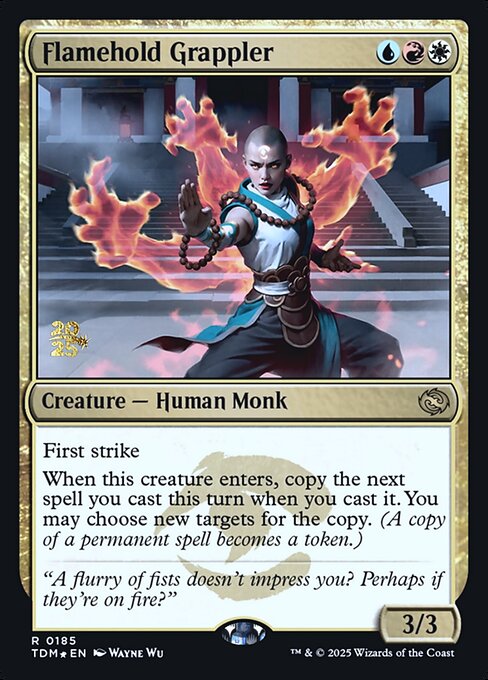 Flamehold Grappler
2025
Creature — Human Monk
First strike
When this creature enters, copy the next
spell you cast this turn when you cast it. You
may choose new targets for the copy. (A copy
of a permanent spell becomes a token.)
“A flurry of fists doesn’t impress you? Perhaps if
they’re on fire?”
3/3
R 0185
TDM★EN Wayne Wu
™ & © 2025 Wizards of the Coast